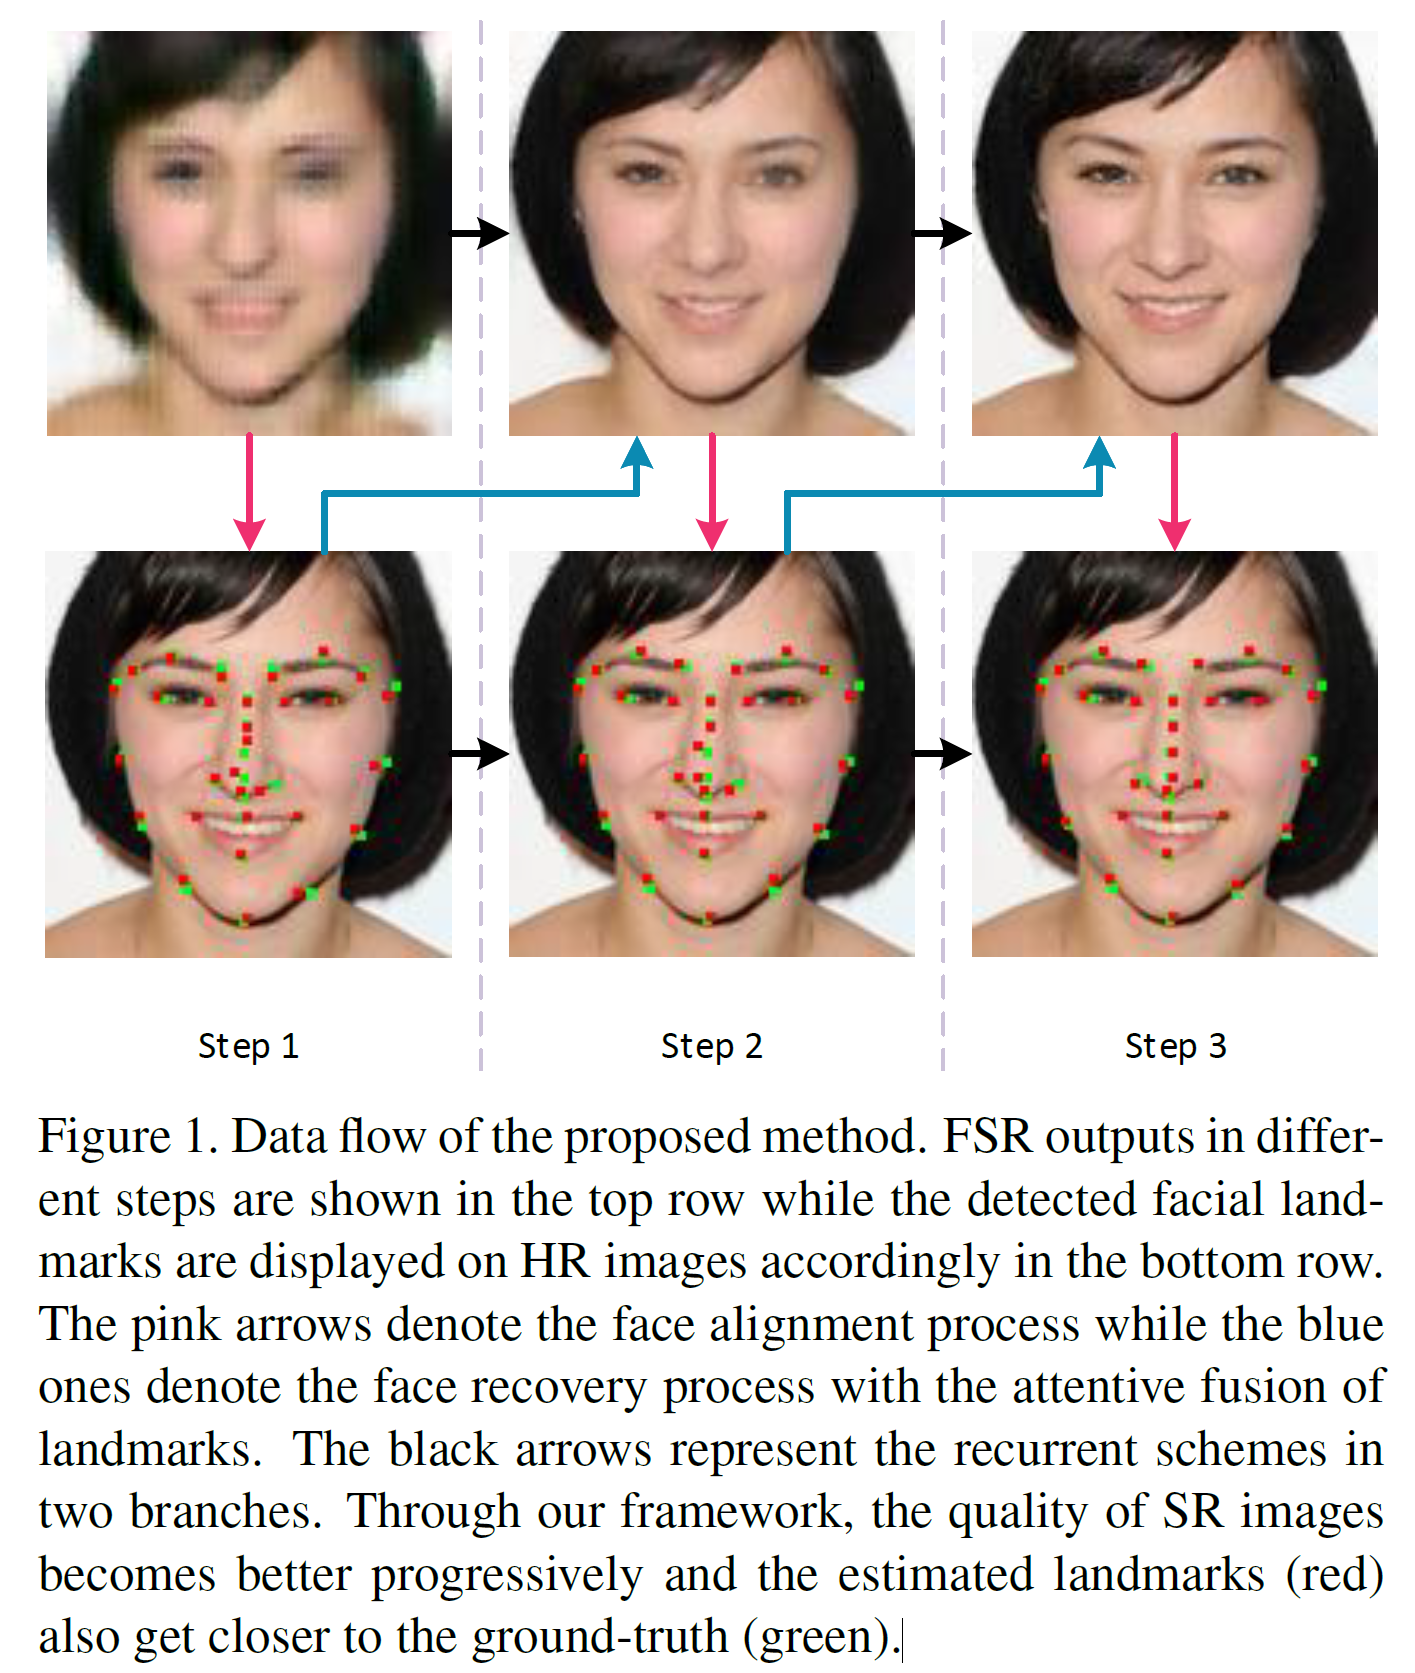 Step 1
Step 2
Step 3
Figure 1. Data flow of the proposed method. FSR outputs in differ-
ent steps are shown in the top row while the detected facial land-
marks are displayed on HR images accordingly in the bottom row.
The pink arrows denote the face alignment process while the blue
ones denote the face recovery process with the attentive fusion of
landmarks. The black arrows represent the recurrent schemes in
two branches. Through our framework, the quality of SR images
becomes better progressively and the estimated landmarks (red)
also get closer to the ground-truth (green).